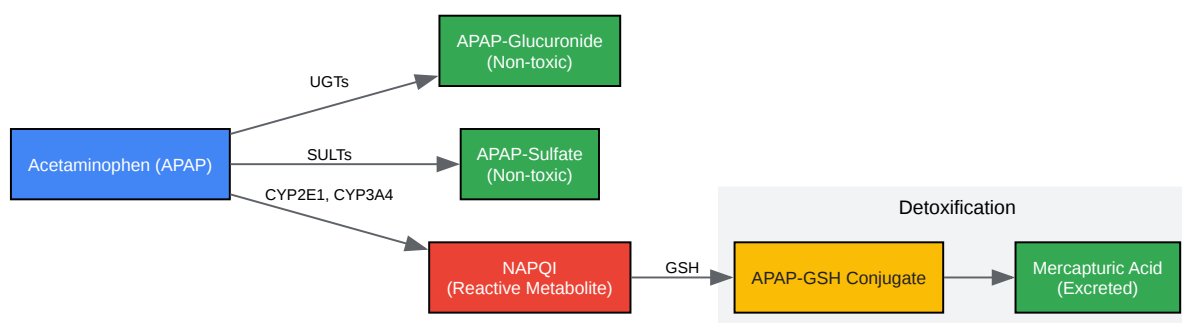 APAP-Glucuronide
(Non-toxic)
UGTs
Acetaminophen (APAP)
SULTs
APAP-Sulfate
(Non-toxic)
CYP2E1, CYP3A4
Detoxification
NAPQI
(Reactive Metabolite)
GSH
APAP-GSH Conjugate
Mercapturic Acid
(Excreted)